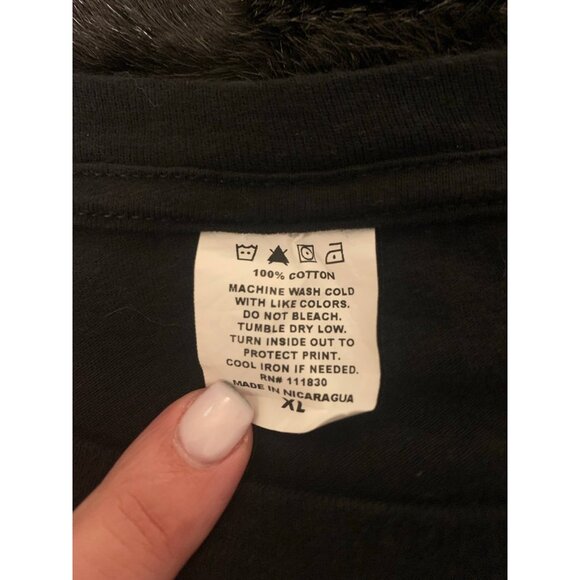 100% COTTON
MACHINE WASH COLD
WITH LIKE COLORS.
DO NOT BLEACH.
TUMBLE DRY LOW.
TURN INSIDE OUT TO
PROTECT PRINT.
COOL IRON IF NEEDED.
RN# 111830
MADE IN NICARAGUA
XL